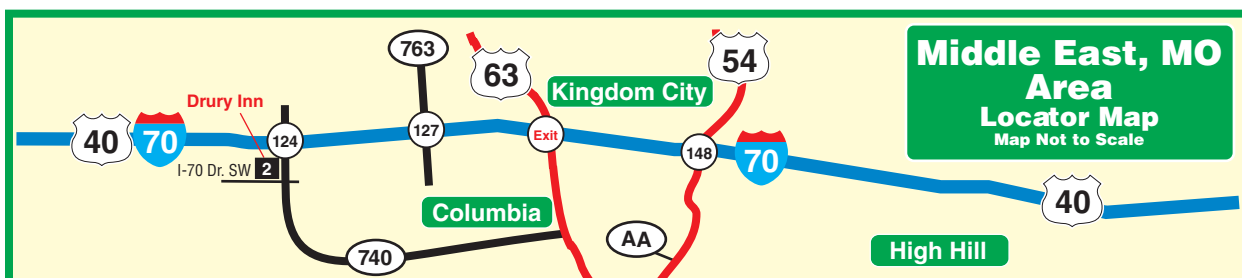 Middle East, MO
Area
Locator Map
Map Not to Scale
763
63
54
Kingdom City
Drury Inn
40
70
124
127
Exit
148
70
I-70 Dr. SW
2
40
Columbia
AA
High Hill
740